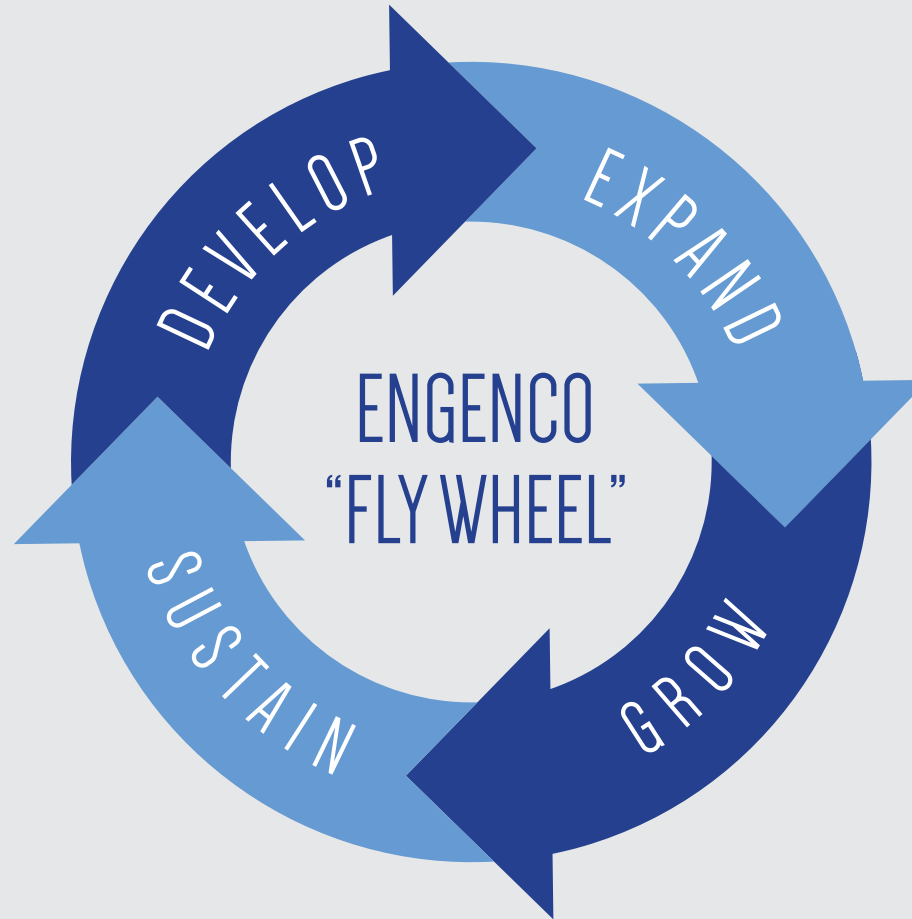 DEVELOP
EXPAND
ENGENCO
“FLY WHEEL”
GROW
SUSTAIN